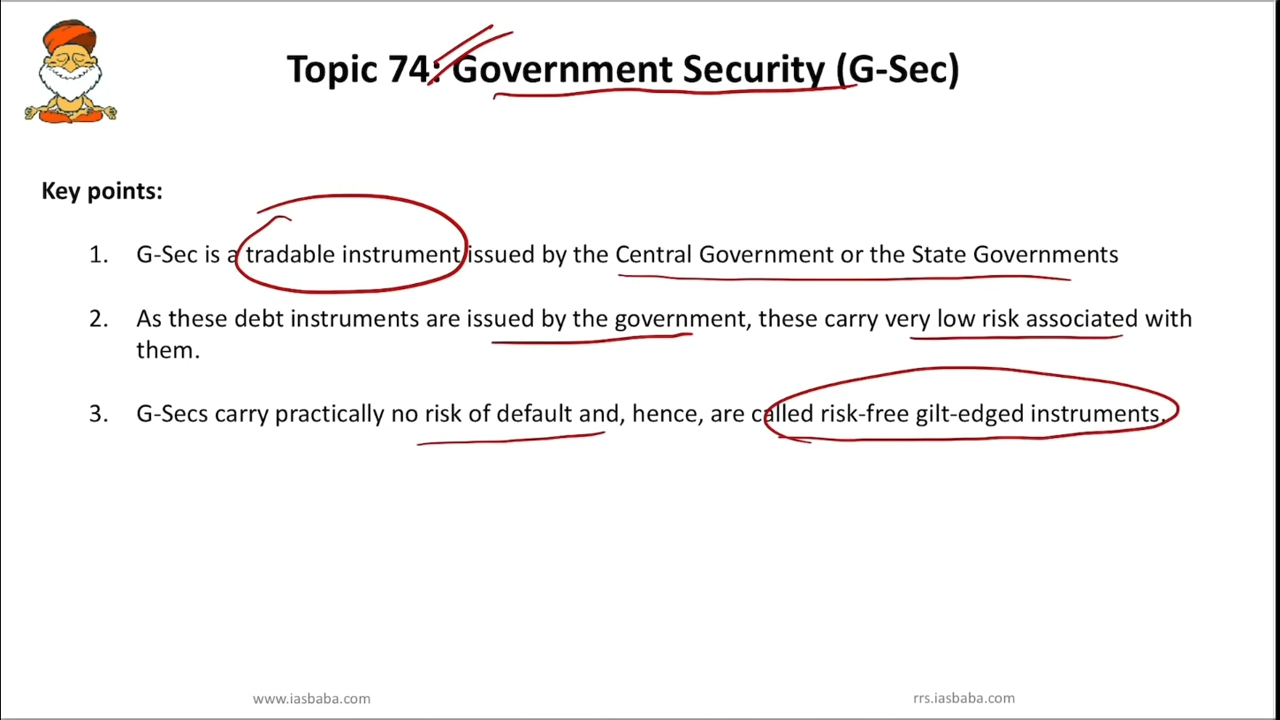 Topic 74: Government Security (G-Sec)
Key points:
1. G-Sec is a tradable instrument issued by the Central Government or the State Governments
2. As these debt instruments are issued by the government, these carry very low risk associated with
them.
3. G-Secs carry practically no risk of default and, hence, are called risk-free gilt-edged instruments.
www.iasbaba.com
rrs.iasbaba.com